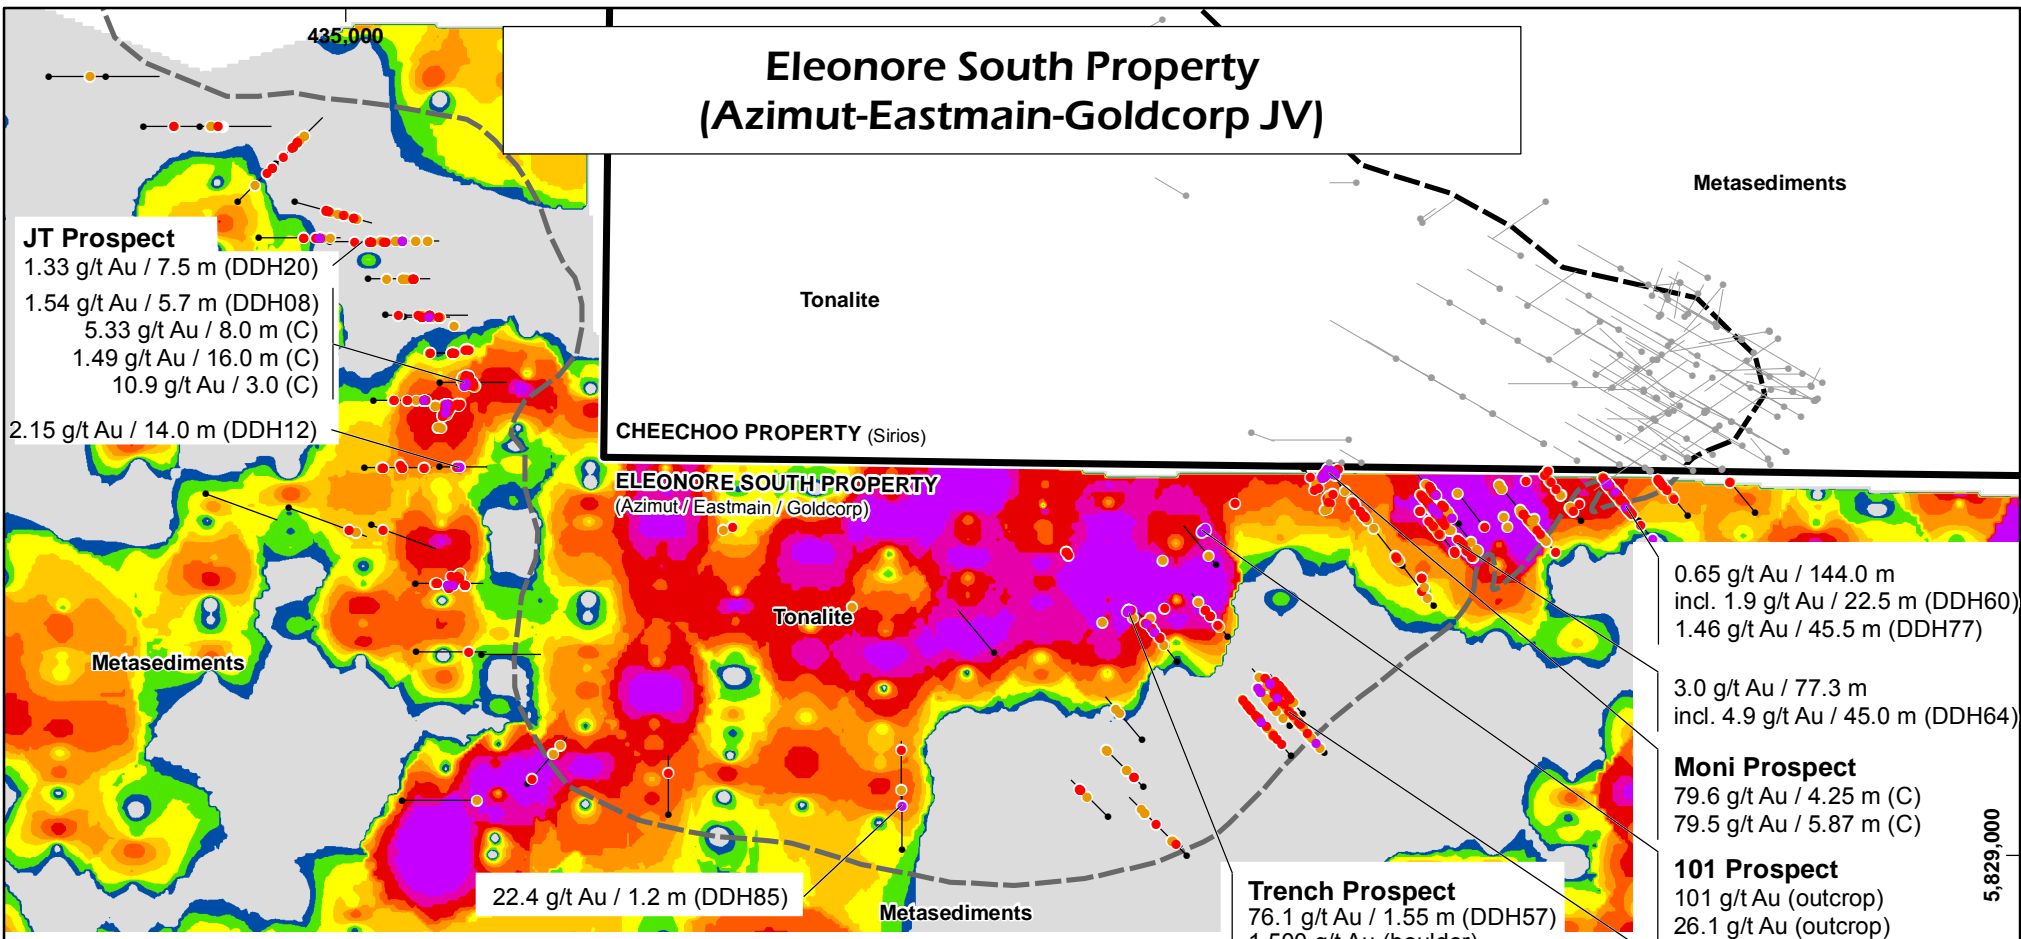 435,000
Eleonore South Property
(Azimut-Eastmain-Goldcorp JV)
Metasediments
JT Prospect
1.33 g/t Au / 7.5 m (DDH20)
1.54 g/t Au / 5.7 m (DDH08)
5.33 g/t Au / 8.0 m (C)
1.49 g/t Au / 16.0 m (C)
10.9 g/t Au / 3.0 (C)
2.15 g/t Au / 14.0 m (DDH12)
Tonalite
CHEECHOO PROPERTY (Sirios)
ELEONORE SOUTH PROPERTY
(Azimut / Eastmain / Goldcorp)
Tonalite
Metasediments
0.65 g/t Au / 144.0 m
incl. 1.9 g/t Au / 22.5 m (DDH60)
1.46 g/t Au / 45.5 m (DDH77)
3.0 g/t Au / 77.3 m
incl. 4.9 g/t Au / 45.0 m (DDH64)
Moni Prospect
79.6 g/t Au / 4.25 m (C)
79.5 g/t Au / 5.87 m (C)
101 Prospect
101 g/t Au (outcrop)
26.1 g/t Au (outcrop)
5,829,000
22.4 g/t Au / 1.2 m (DDH85)
Metasediments
Trench Prospect
76.1 g/t Au / 1.55 m (DDH57)
1,500 g/t Au (boulder)